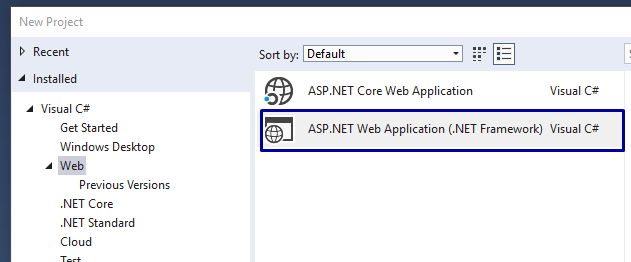 New Project
Recent
Installed
Visual C#
Get Started
Windows Desktop
Web
Previous Versions
.NET Core
.NET Standard
Cloud
Test
Sort by: Default
ASP.NET Core Web Application Visual C#
ASP.NET Web Application (.NET Framework) Visual C#